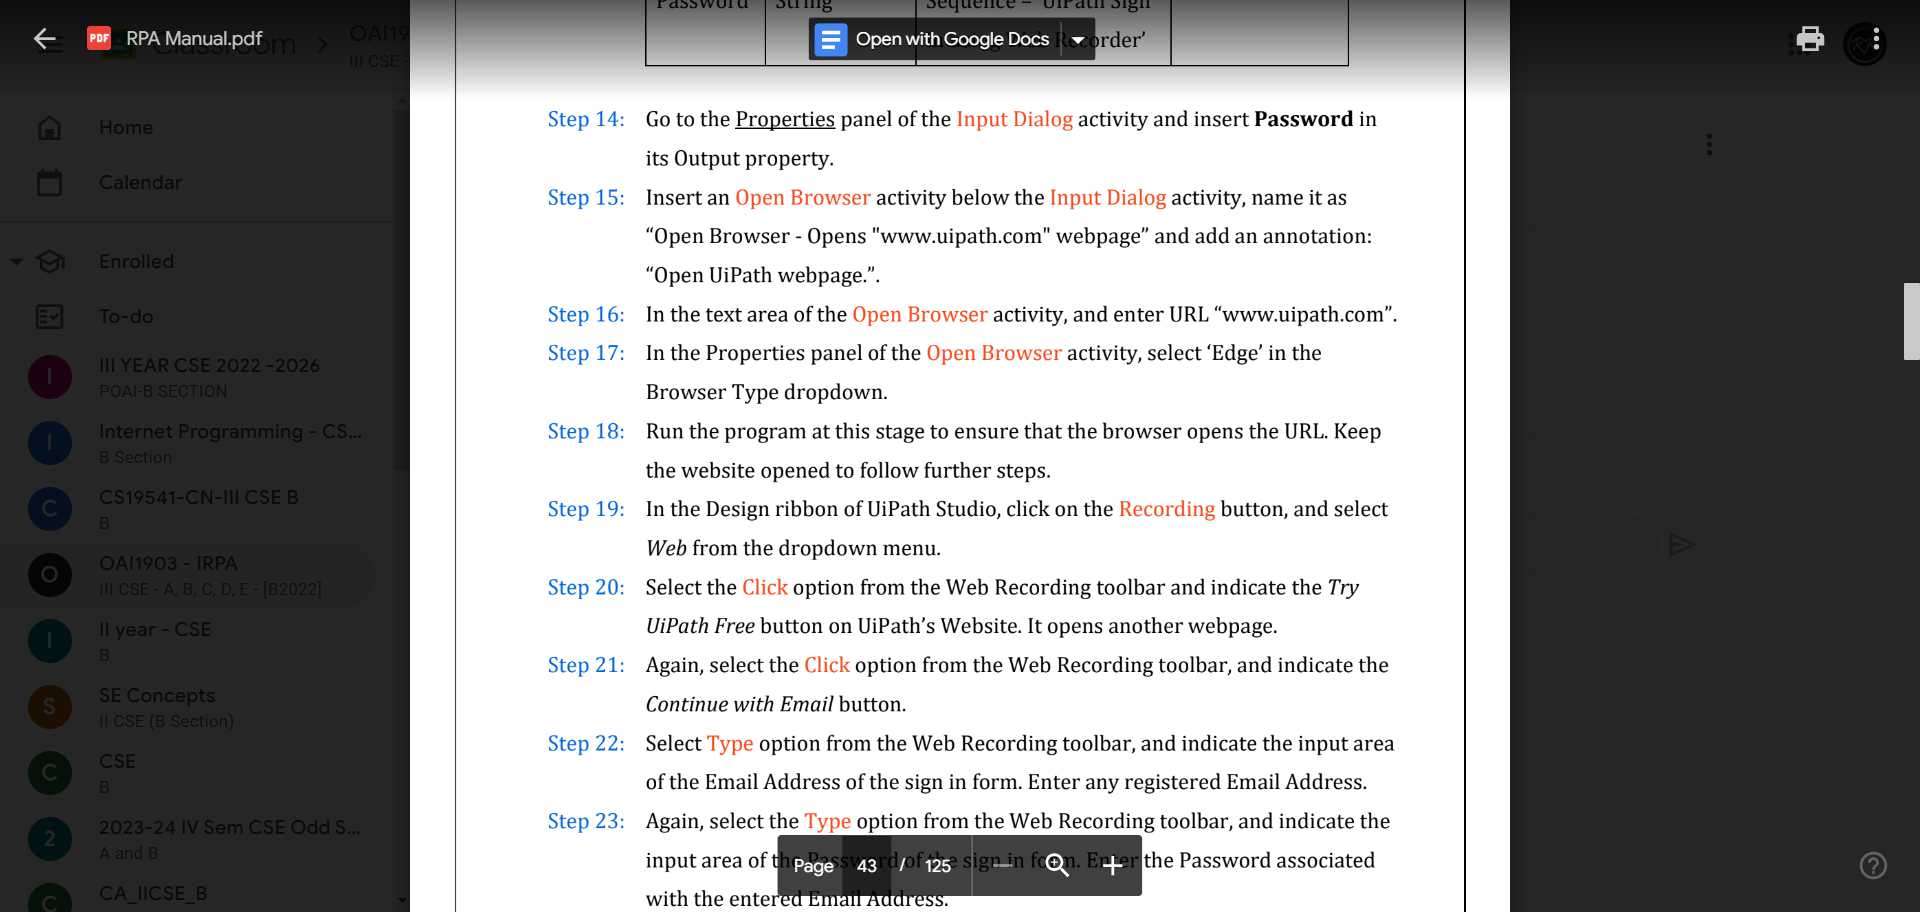 RPA Manual.pdf
PDF
Classroom
OAI19
III CSE
Open with Google Docs
Password String Sequence – 'UiPath Sign
Recorder’
Home
Calendar
Enrolled
To-do
I
III YEAR CSE 2022 -2026
POAI-B SECTION
I
Internet Programming - CS...
B Section
C
CS19541-CN-III CSE B
B
O
OAI1903 - IRPA
III CSE - A, B, C, D, E - [B2022]
I
II year - CSE
B
S
SE Concepts
II CSE (B Section)
C
CSE
B
2
2023-24 IV Sem CSE Odd S...
A and B
C
CA_IICSE_B
Step 14: Go to the Properties panel of the Input Dialog activity and insert Password in
its Output property.
Step 15: Insert an Open Browser activity below the Input Dialog activity, name it as
“Open Browser - Opens "www.uipath.com" webpage” and add an annotation:
“Open UiPath webpage.”.
Step 16: In the text area of the Open Browser activity, and enter URL “www.uipath.com”.
Step 17: In the Properties panel of the Open Browser activity, select ‘Edge’ in the
Browser Type dropdown.
Step 18: Run the program at this stage to ensure that the browser opens the URL. Keep
the website opened to follow further steps.
Step 19: In the Design ribbon of UiPath Studio, click on the Recording button, and select
Web from the dropdown menu.
Step 20: Select the Click option from the Web Recording toolbar and indicate the Try
UiPath Free button on UiPath’s Website. It opens another webpage.
Step 21: Again, select the Click option from the Web Recording toolbar, and indicate the
Continue with Email button.
Step 22: Select Type option from the Web Recording toolbar, and indicate the input area
of the Email Address of the sign in form. Enter any registered Email Address.
Step 23: Again, select the Type option from the Web Recording toolbar, and indicate the
input area of the Password of the sign in form. Enter the Password associated
with the entered Email Address.
Page 43 / 125